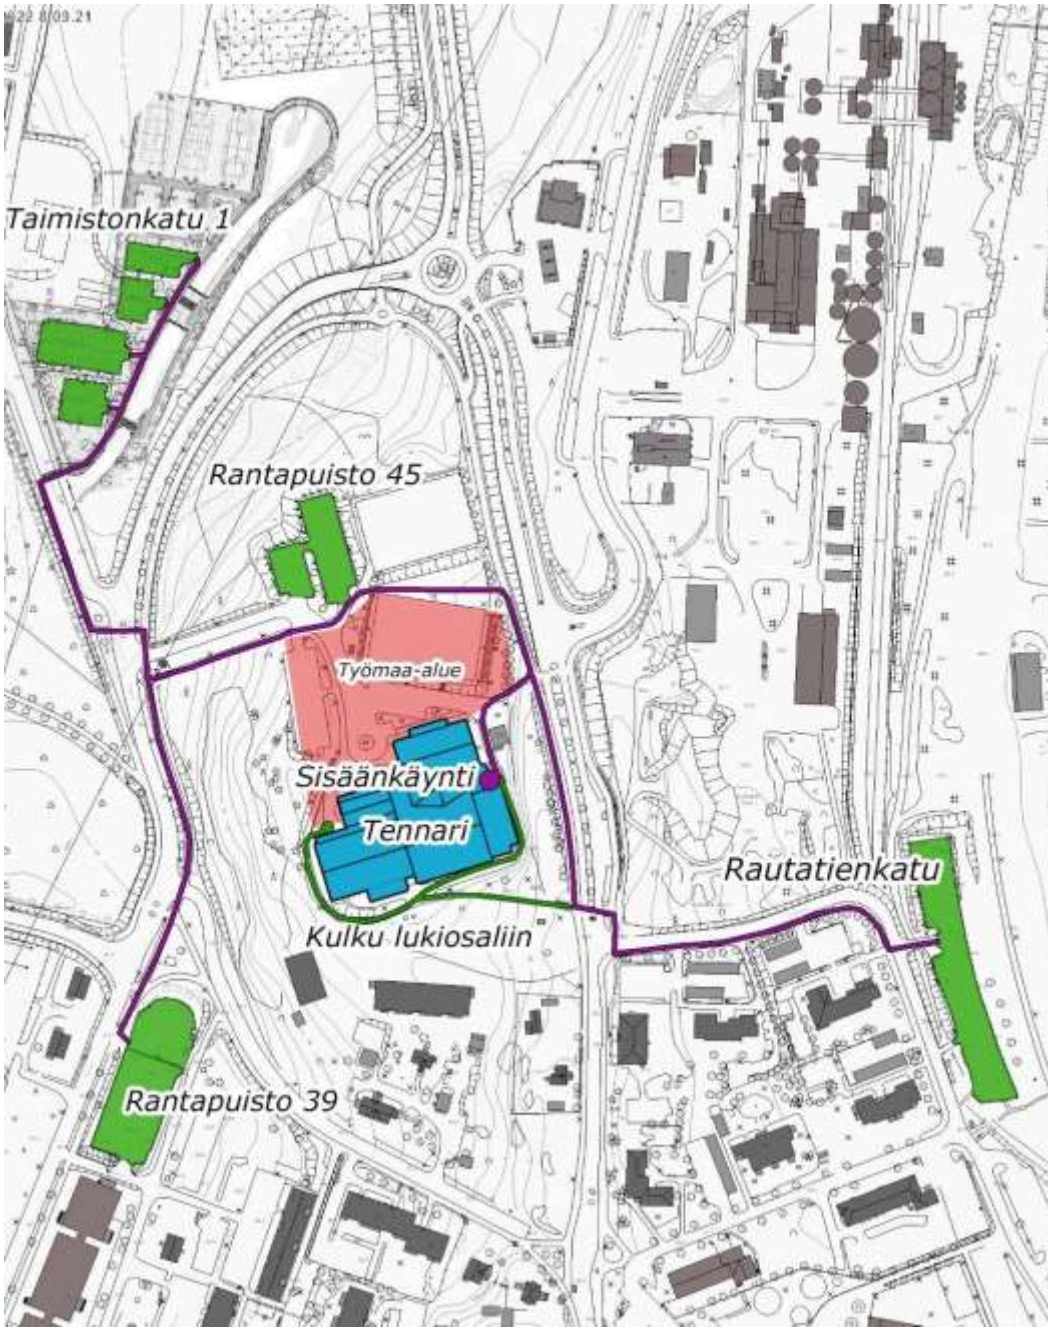 Taimistonkatu 1
Rantapuisto 45
Työmaa-alue
Sisäänkäynti
Tennari
Rautatienkatu
Kulku lukiosaliin
Rantapuisto 39